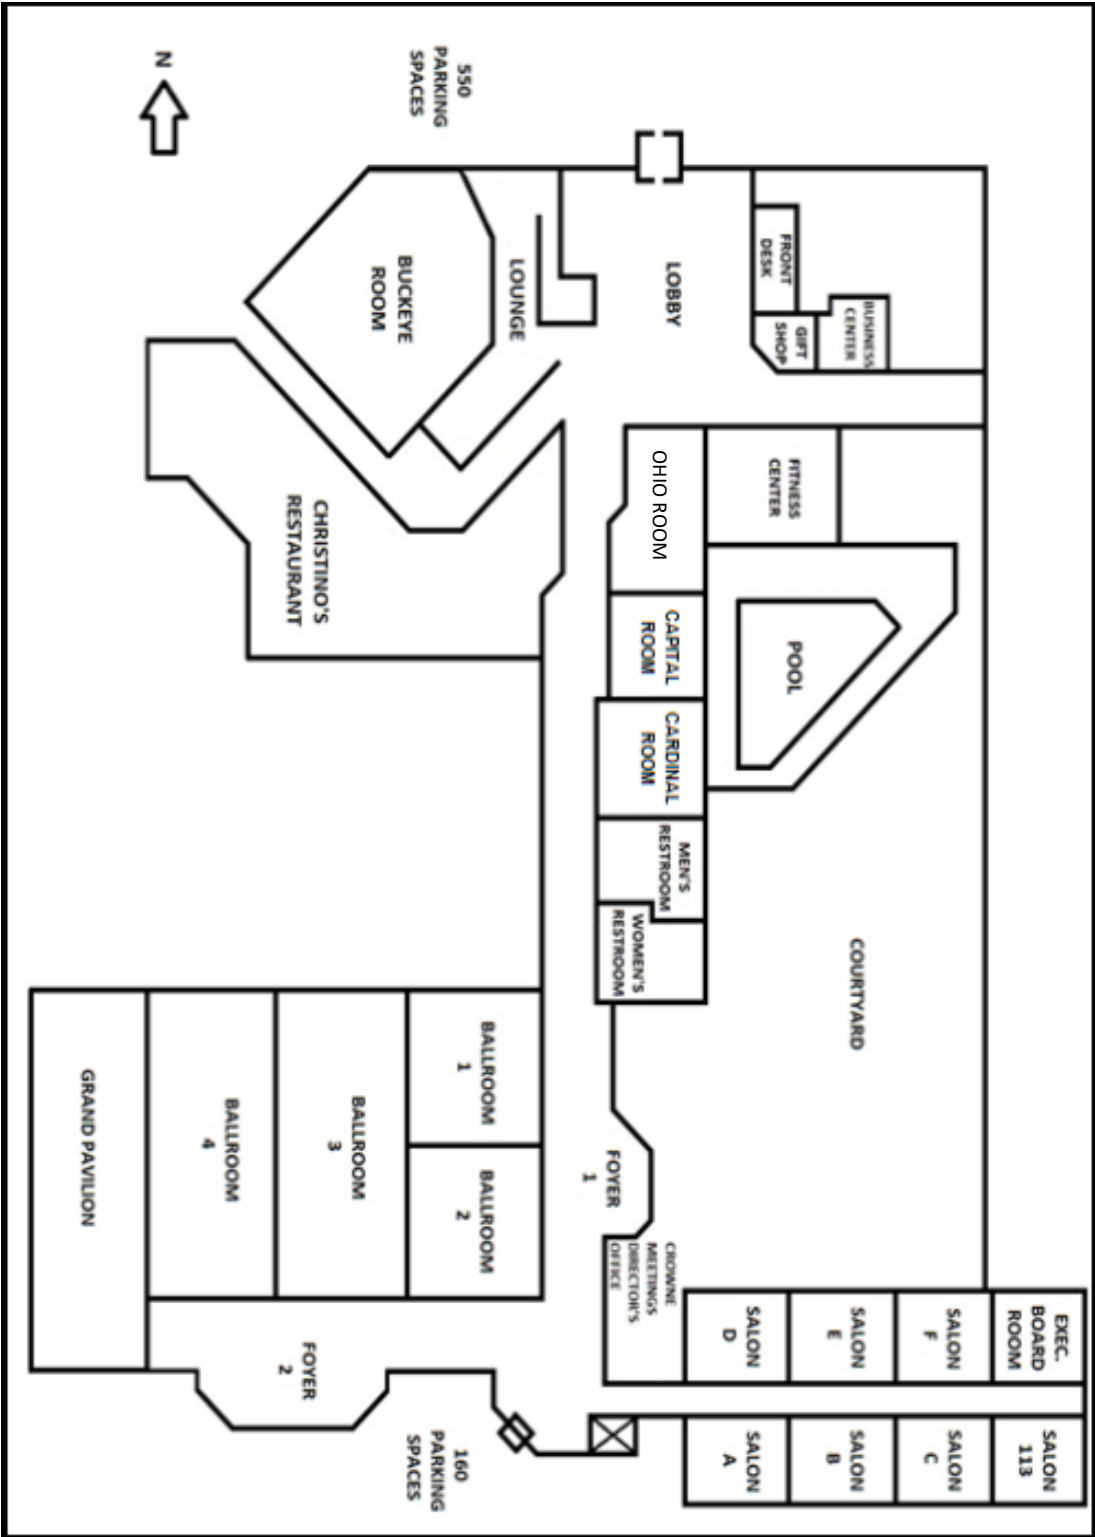 EXEC.
BOARD
ROOM
SALON
113
SALON
F
SALON
C
SALON
E
SALON
B
SALON
D
SALON
A
COURTYARD
BUSINESS
CENTER
GIFT
SHOP
FRONT
DESK
FITNESS
CENTER
POOL
LOBBY
OHIO ROOM
CAPITAL
ROOM
CARDINAL
ROOM
MEN'S
RESTROOM
WOMEN'S
RESTROOM
FOYER
1
CROWNE
MEETINGS
DIRECTOR'S
OFFICE
550
PARKING
SPACES
LOUNGE
BUCKEYE
ROOM
CHRISTINO'S
RESTAURANT
BALLROOM
1
BALLROOM
2
BALLROOM
3
BALLROOM
4
GRAND PAVILION
FOYER
2
160
PARKING
SPACES
N